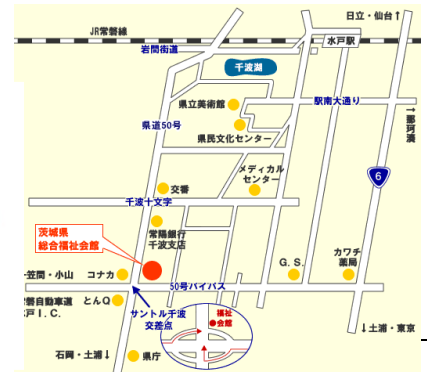 日立・仙台↑
JR常磐線
水戸駅
岩間街道
千波湖
県立美術館
駅南大通り
県道50号
県民文化センター
→那珂湊
メディカル
センター
6
交番
千波十文字
常陽銀行
千波支店
茨城県
総合福祉会館
笠間・小山
コナカ
G.S.
カワチ
薬局
50号バイパス
磐自動車道
戸I.C.
とんQ
サントル千波
交差点
福祉
会館
↓土浦・東京
石岡・土浦↓
県庁